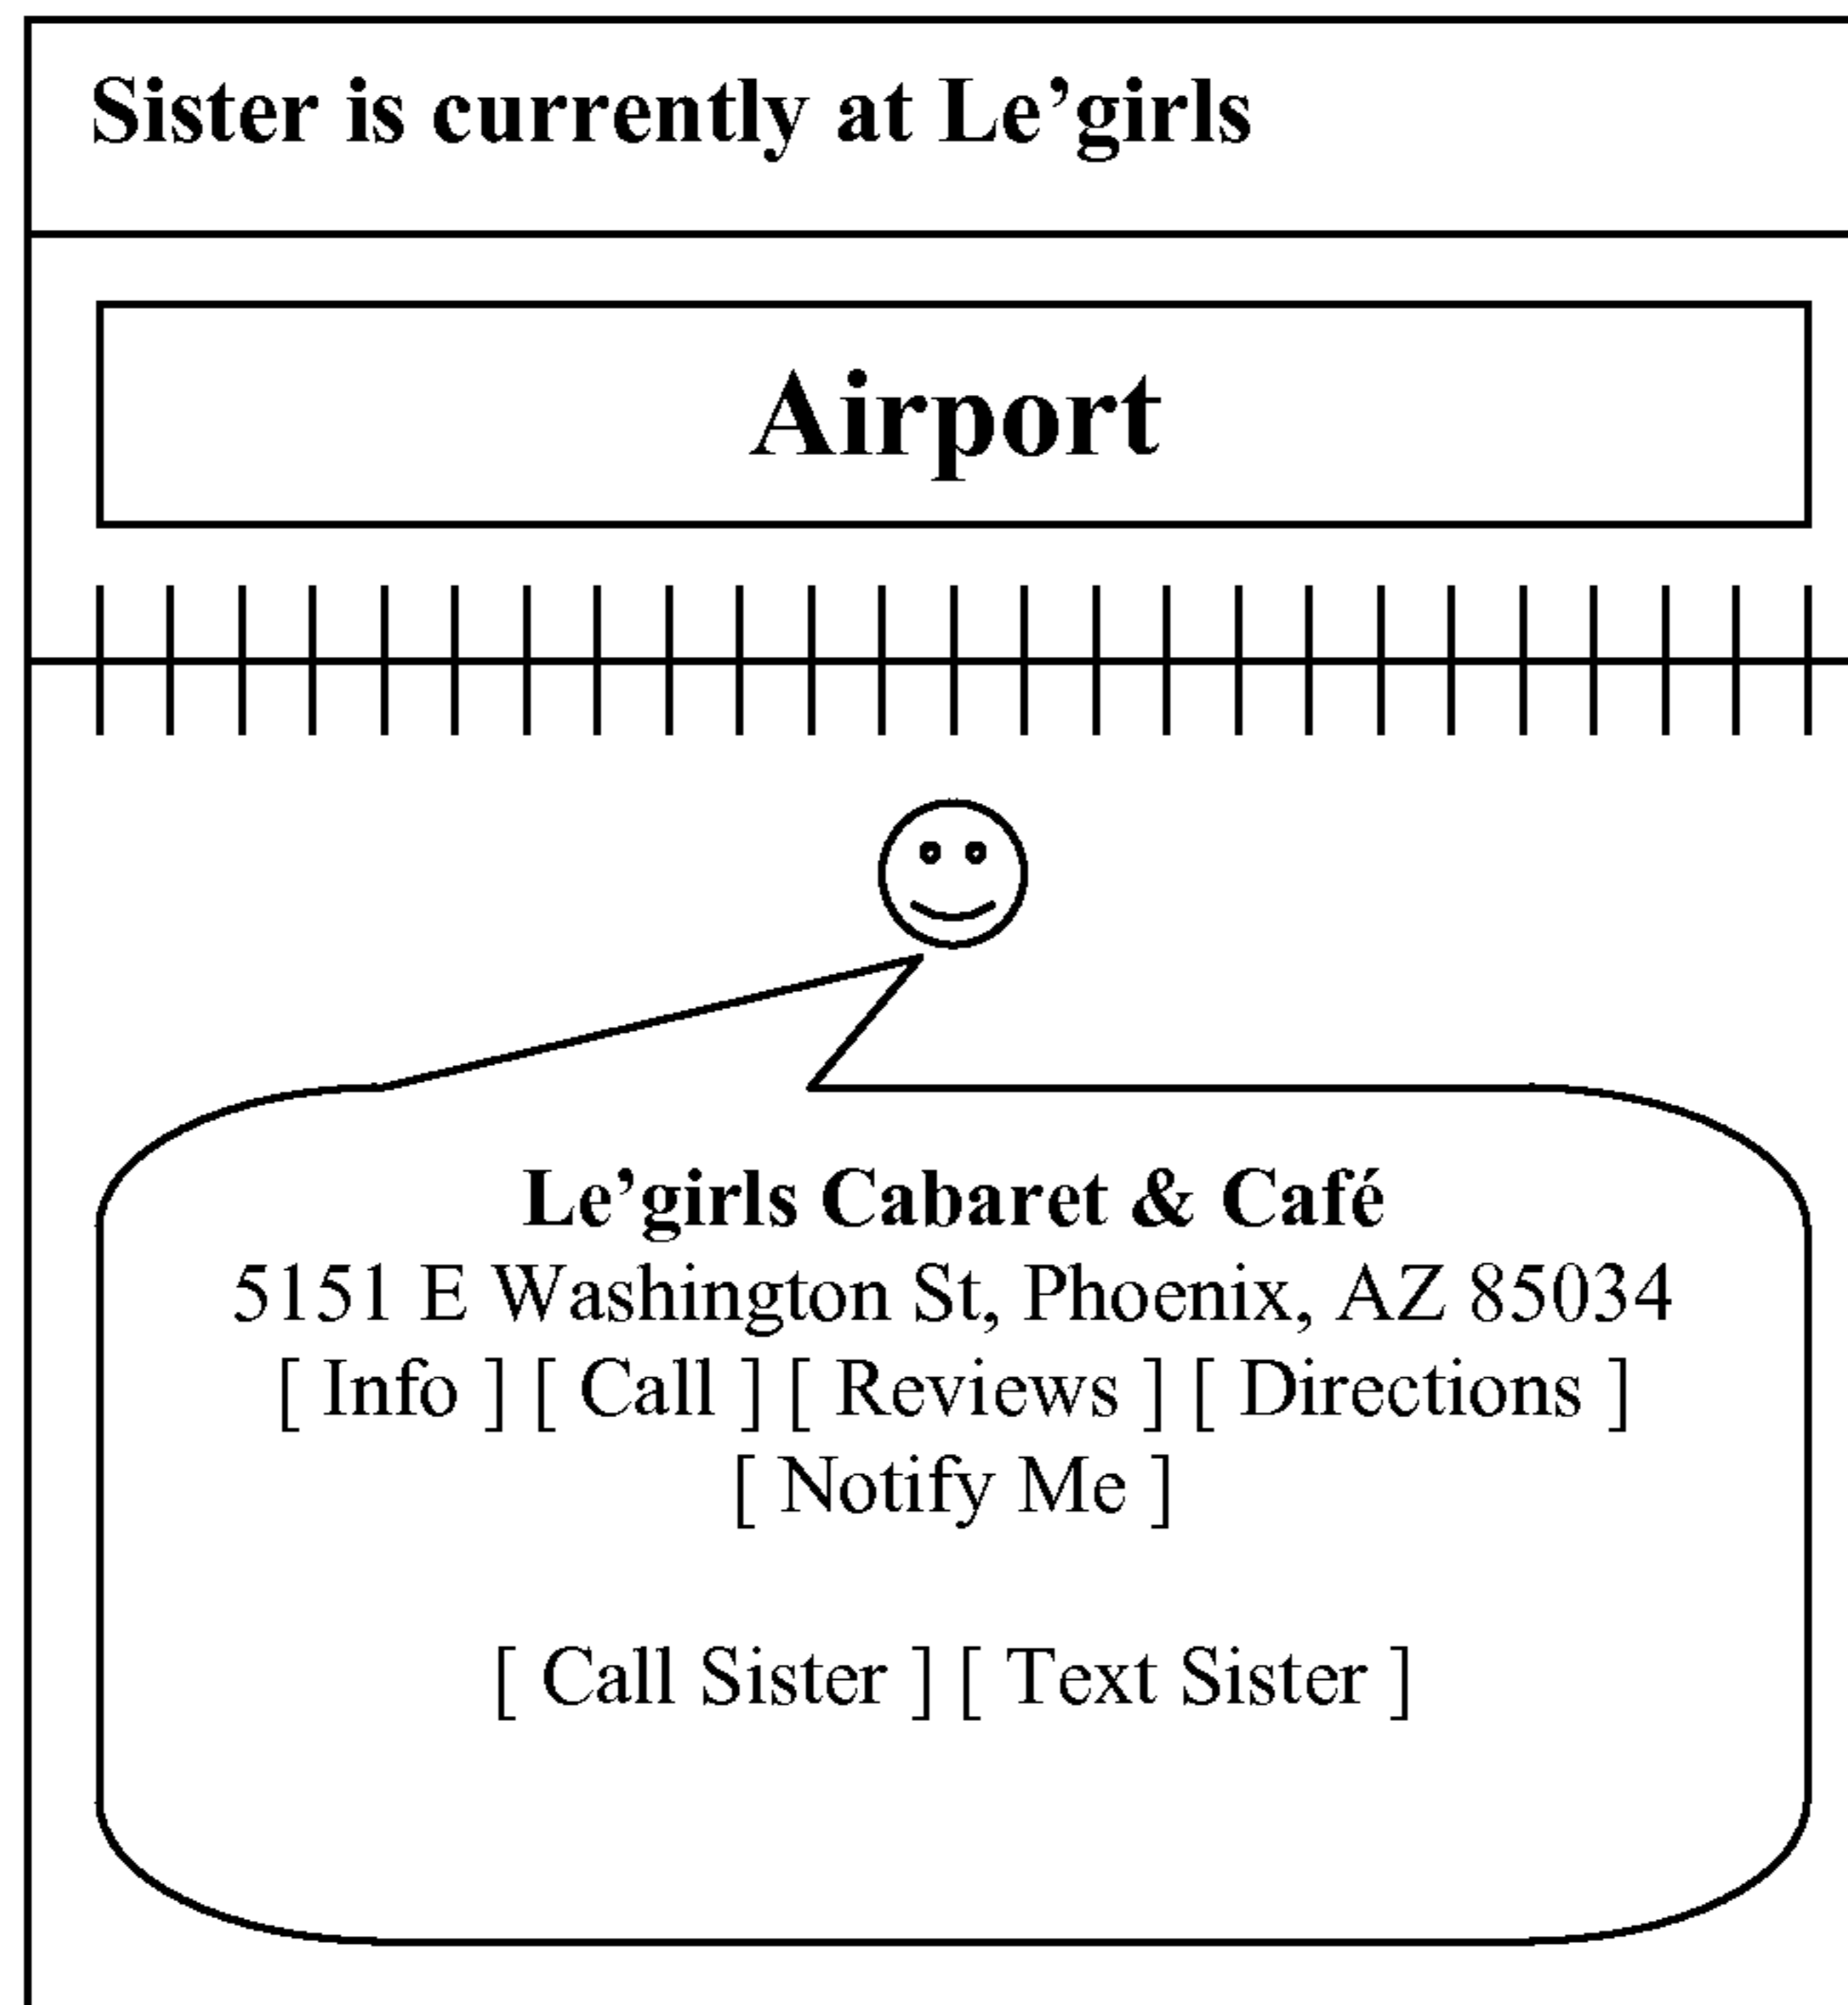 Sister is currently at Le’girls
Airport
Le’girls Cabaret & Café
5151 E Washington St, Phoenix, AZ 85034
[ Info ] [ Call ] [ Reviews ] [ Directions ]
[ Notify Me ]
[ Call Sister ] [ Text Sister ]